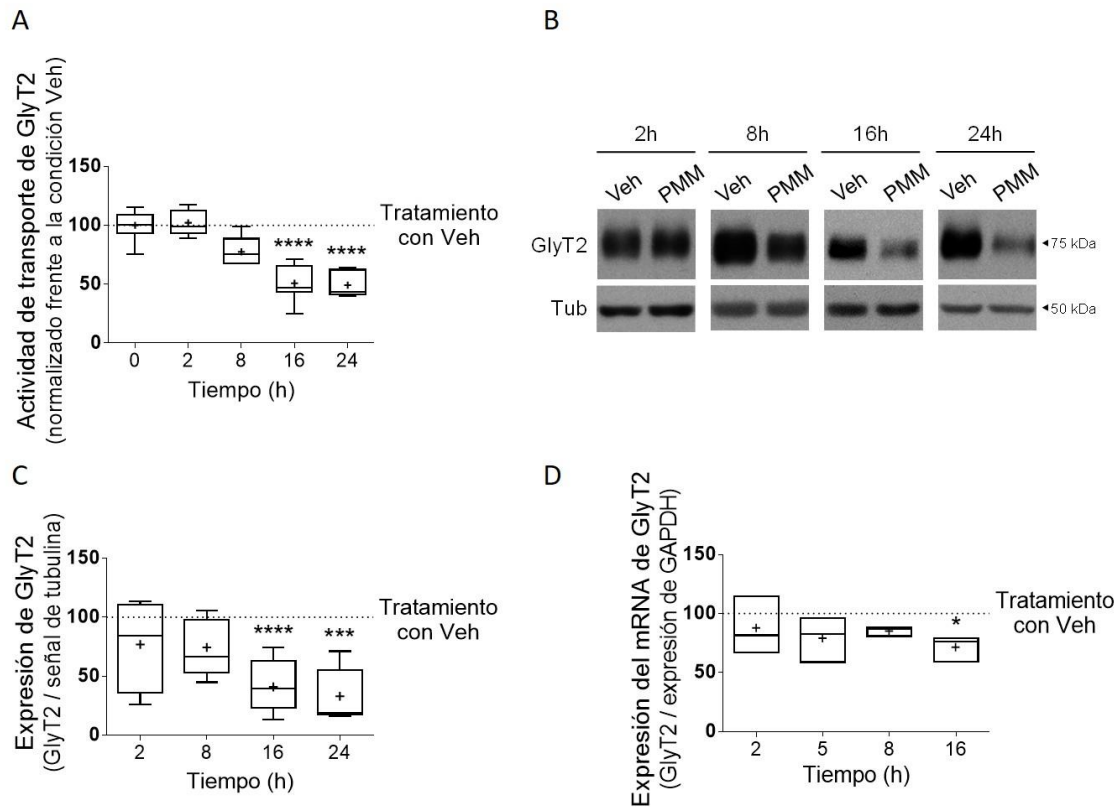 A
Actividad de transporte de GlyT2
(normalizado frente a la condición Veh)
150
100
50
0
**** ****
Tratamiento
con Veh
0 2 8 16 24
Tiempo (h)
B
2h 8h 16h 24h
Veh PMM Veh PMM Veh PMM Veh PMM
GlyT2
◄75 kDa
Tub
◄50 kDa
C
Expresión de GlyT2
(GlyT2 / señal de tubulina)
150
100
50
0
**** ***
Tratamiento
con Veh
2 8 16 24
Tiempo (h)
D
Expresión del mRNA de GlyT2
(GlyT2 / expresión de GAPDH)
150
100
50
0
*
Tratamiento
con Veh
2 5 8 16
Tiempo (h)